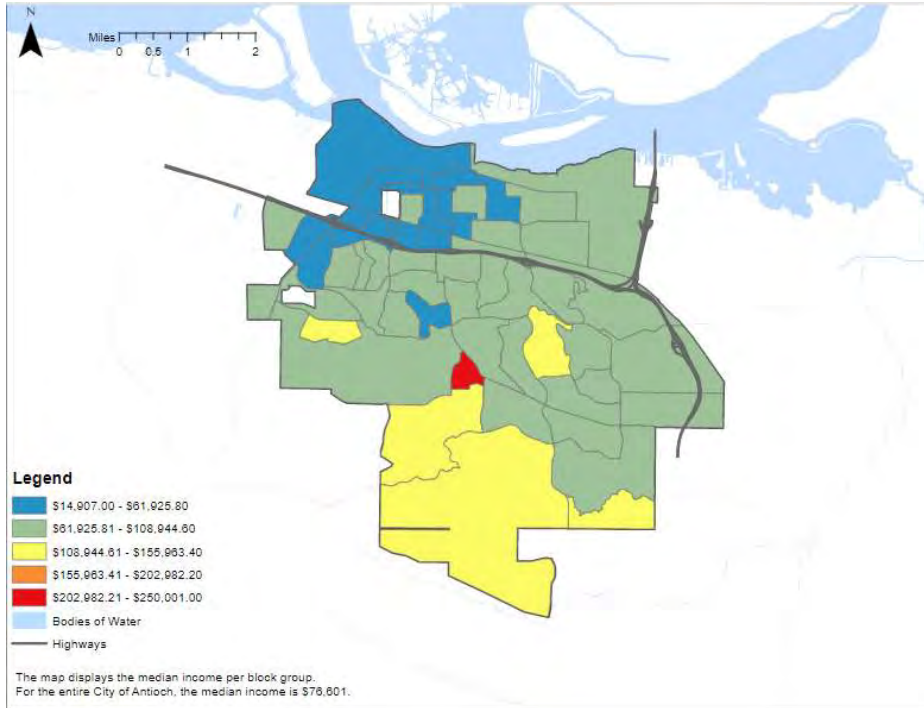 N
Miles
0 0.5 1 2
Legend
$14,907.00 - $61,925.80
$61,925.81 - $108,944.60
$108,944.61 - $155,963.40
$155,963.41 - $202,982.20
$202,982.21 - $250,001.00
Bodies of Water
Highways
The map displays the median income per block group.
For the entire City of Antioch, the median income is $76,601.